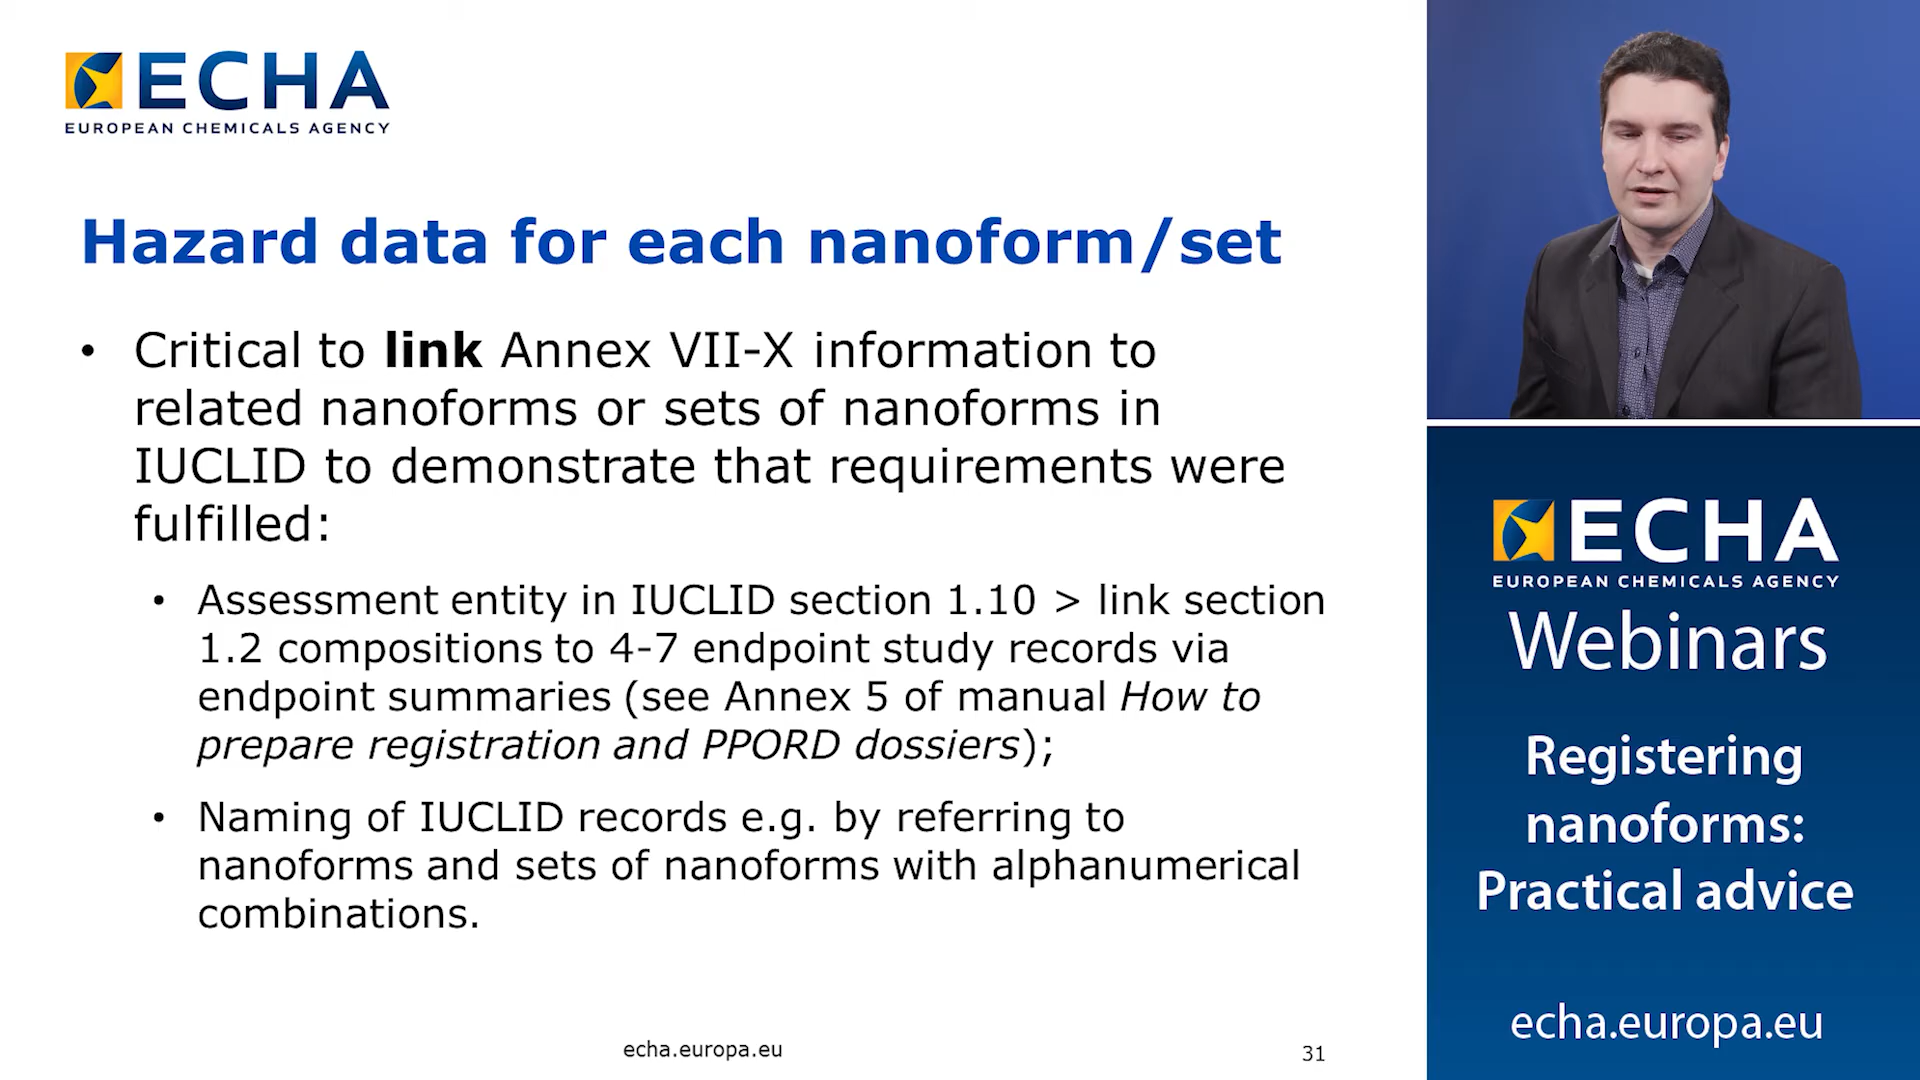 ECHA
EUROPEAN CHEMICALS AGENCY
Hazard data for each nanoform/set
• Critical to link Annex VII-X information to
related nanoforms or sets of nanoforms in
IUCLID to demonstrate that requirements were
fulfilled:
• Assessment entity in IUCLID section 1.10 > link section
1.2 compositions to 4-7 endpoint study records via
endpoint summaries (see Annex 5 of manual How to
prepare registration and PPORD dossiers);
• Naming of IUCLID records e.g. by referring to
nanoforms and sets of nanoforms with alphanumerical
combinations.
echa.europa.eu
31
ECHA
EUROPEAN CHEMICALS AGENCY
Webinars
Registering
nanoforms:
Practical advice
echa.europa.eu